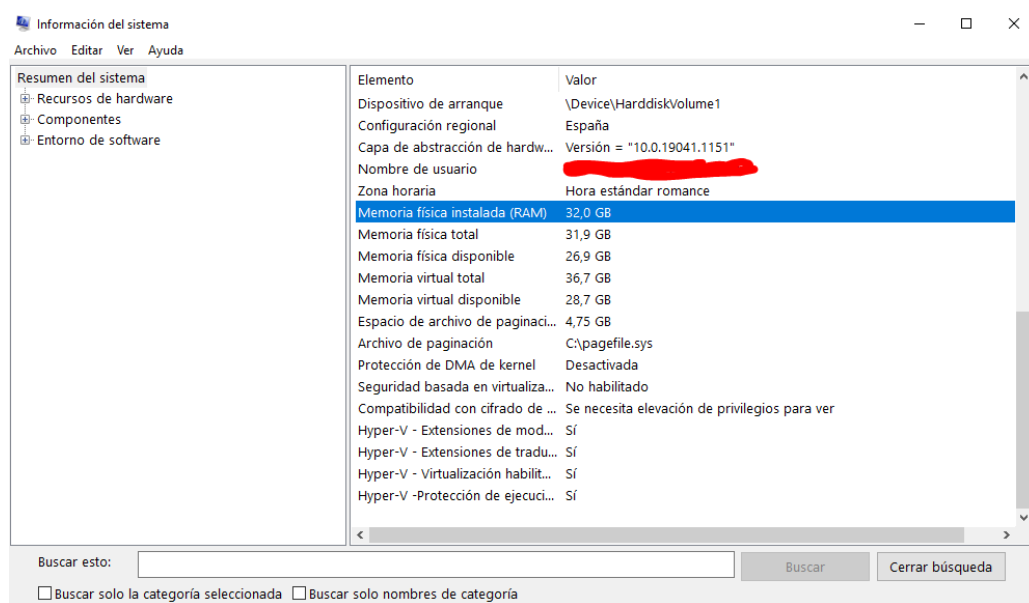 Información del sistema
Archivo Editar Ver Ayuda
Resumen del sistema
Recursos de hardware
Componentes
Entorno de software
Elemento Valor
Dispositivo de arranque \Device\HarddiskVolume1
Configuración regional España
Capa de abstracción de hardw... Versión = "10.0.19041.1151"
Nombre de usuario
Zona horaria Hora estándar romance
Memoria física instalada (RAM) 32,0 GB
Memoria física total 31,9 GB
Memoria física disponible 26,9 GB
Memoria virtual total 36,7 GB
Memoria virtual disponible 28,7 GB
Espacio de archivo de paginaci... 4,75 GB
Archivo de paginación C:\pagefile.sys
Protección de DMA de kernel Desactivada
Seguridad basada en virtualiza... No habilitado
Compatibilidad con cifrado de ... Se necesita elevación de privilegios para ver
Hyper-V - Extensiones de mod... Sí
Hyper-V - Extensiones de tradu... Sí
Hyper-V - Virtualización habilit... Sí
Hyper-V -Protección de ejecuci... Sí
Buscar esto: Buscar Cerrar búsqueda
Buscar solo la categoría seleccionada Buscar solo nombres de categoría